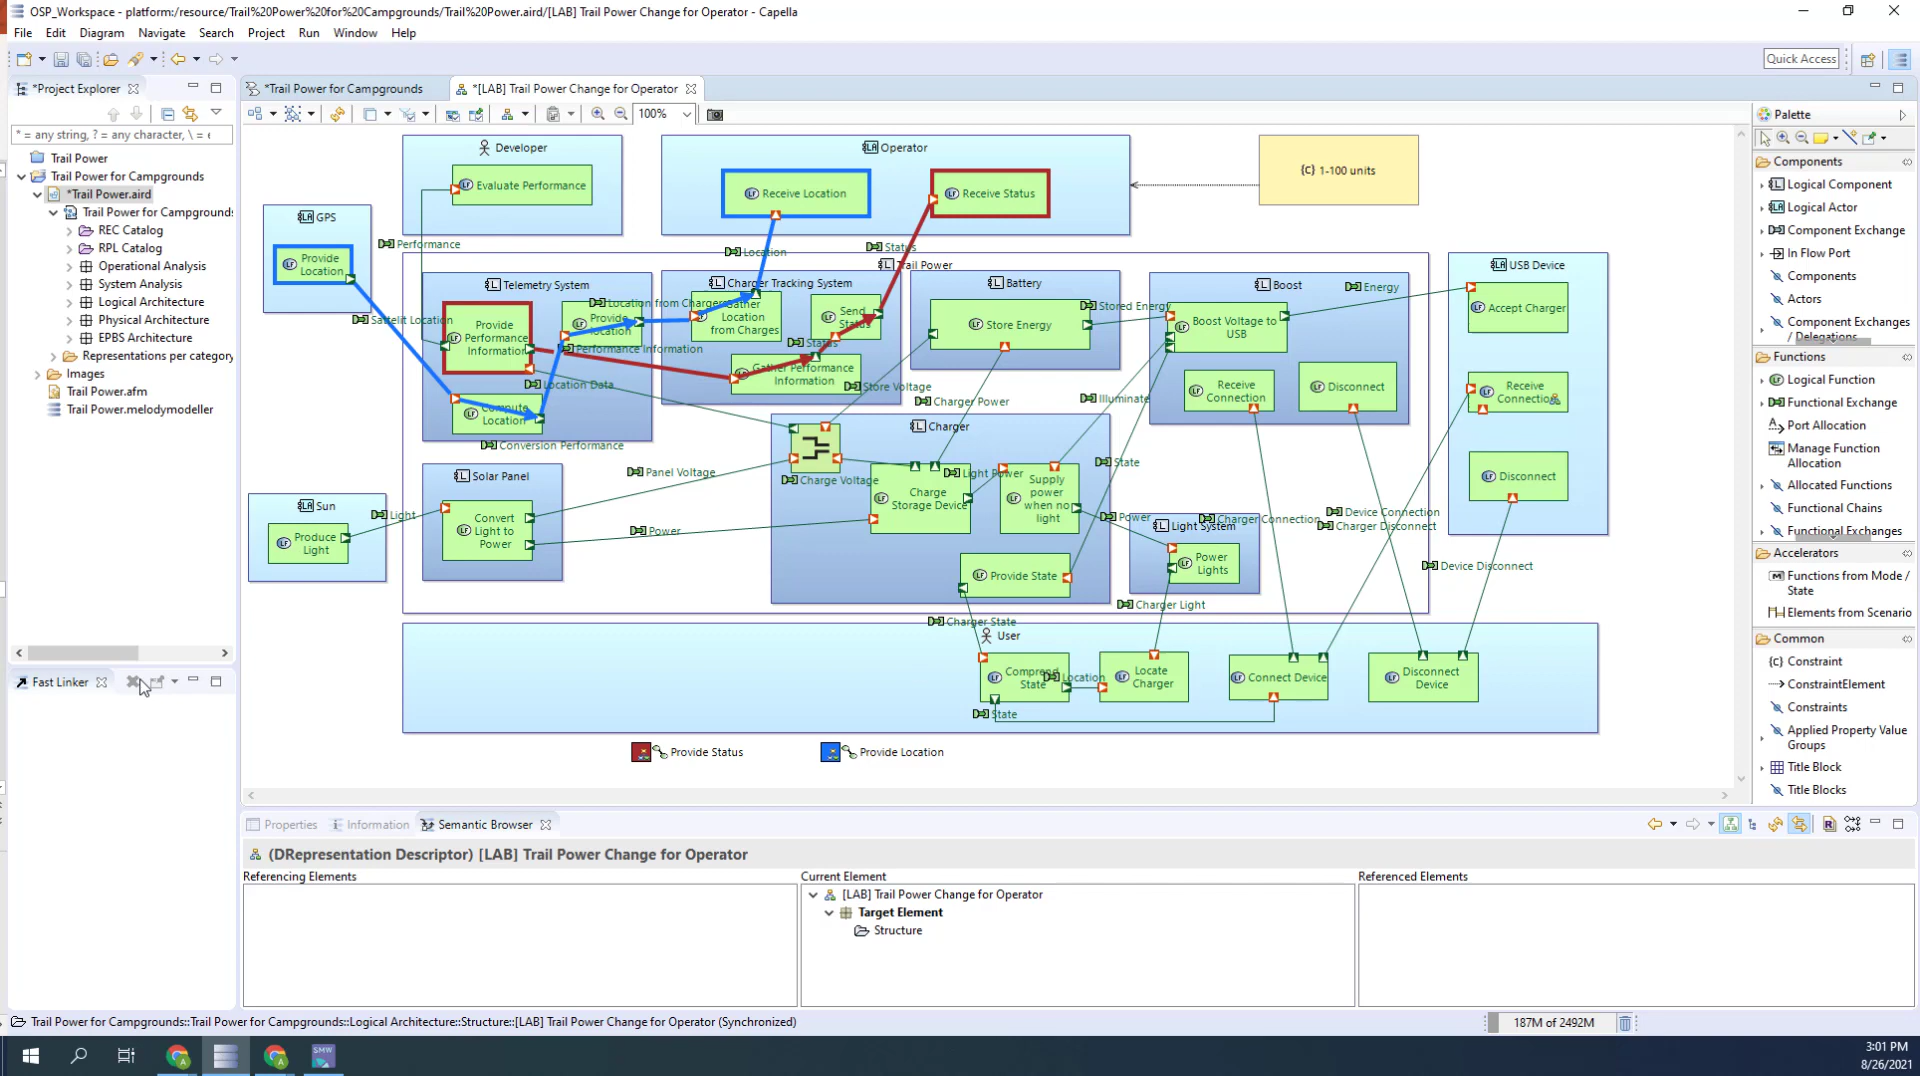 OSP_Workspace - platform:/resource/Trail%20Power%20for%20Campgrounds/Trail%20Power.aird/[LAB] Trail Power Change for Operator - Capella
File Edit Diagram Navigate Search Project Run Window Help
Quick Access
*Project Explorer
* = any string, ? = any character, \ = e
Trail Power
Trail Power for Campgrounds
*Trail Power.aird
Trail Power for Campground:
REC Catalog
RPL Catalog
Operational Analysis
System Analysis
Logical Architecture
Physical Architecture
EPBS Architecture
Representations per category
Images
Trail Power.afm
Trail Power.melodymodeller
Fast Linker
*Trail Power for Campgrounds
*[LAB] Trail Power Change for Operator
100%
Developer
Evaluate Performance
Operator
Receive Location
Receive Status
{C} 1-100 units
GPS
Provide
Location
Performance
Location
Status
Trail Power
Satteilt Location
Telemetry System
Provide
Performance
Information
Provide
Location
Compute
Location
Location from Charger
Performance Information
Location Data
Conversion Performance
Charger Tracking System
Gather
Location
from Charges
Send
Status
Status
Gather Performance
Information
Battery
Store Energy
Stored Energy
Store Voltage
Charger Power
Boost
Energy
Boost Voltage to
USB
Receive
Connection
Disconnect
Illuminate
State
USB Device
Accept Charger
Receive
Connection
Disconnect
Sun
Produce
Light
Light
Solar Panel
Convert
Light to
Power
Panel Voltage
Power
Charger
Charge Voltage
Charge
Storage Device
Light Power
Supply
power
when no
light
Provide State
Power
Light System
Power
Lights
Charger Connection
Device Connection
Charger Disconnect
Device Disconnect
Charger Light
Charger State
User
State
Location
Locate
Charger
Connect Device
Disconnect
Device
State
Provide Status
Provide Location
Palette
Components
Logical Component
Logical Actor
Component Exchange
In Flow Port
Components
Actors
Component Exchanges
/ Delegations
Functions
Logical Function
Functional Exchange
Port Allocation
Manage Function
Allocation
Allocated Functions
Functional Chains
Functional Exchanges
Accelerators
Functions from Mode /
State
Elements from Scenario
Common
{c} Constraint
ConstraintElement
Constraints
Applied Property Value
Groups
Title Block
Title Blocks
Properties
Information
Semantic Browser
(DRepresentation Descriptor) [LAB] Trail Power Change for Operator
Referencing Elements
Current Element
Referenced Elements
[LAB] Trail Power Change for Operator
Target Element
Structure
Trail Power for Campgrounds::Trail Power for Campgrounds::Logical Architecture::Structure::[LAB] Trail Power Change for Operator (Synchronized)
187M of 2492M
SMW
3:01 PM
8/26/2021